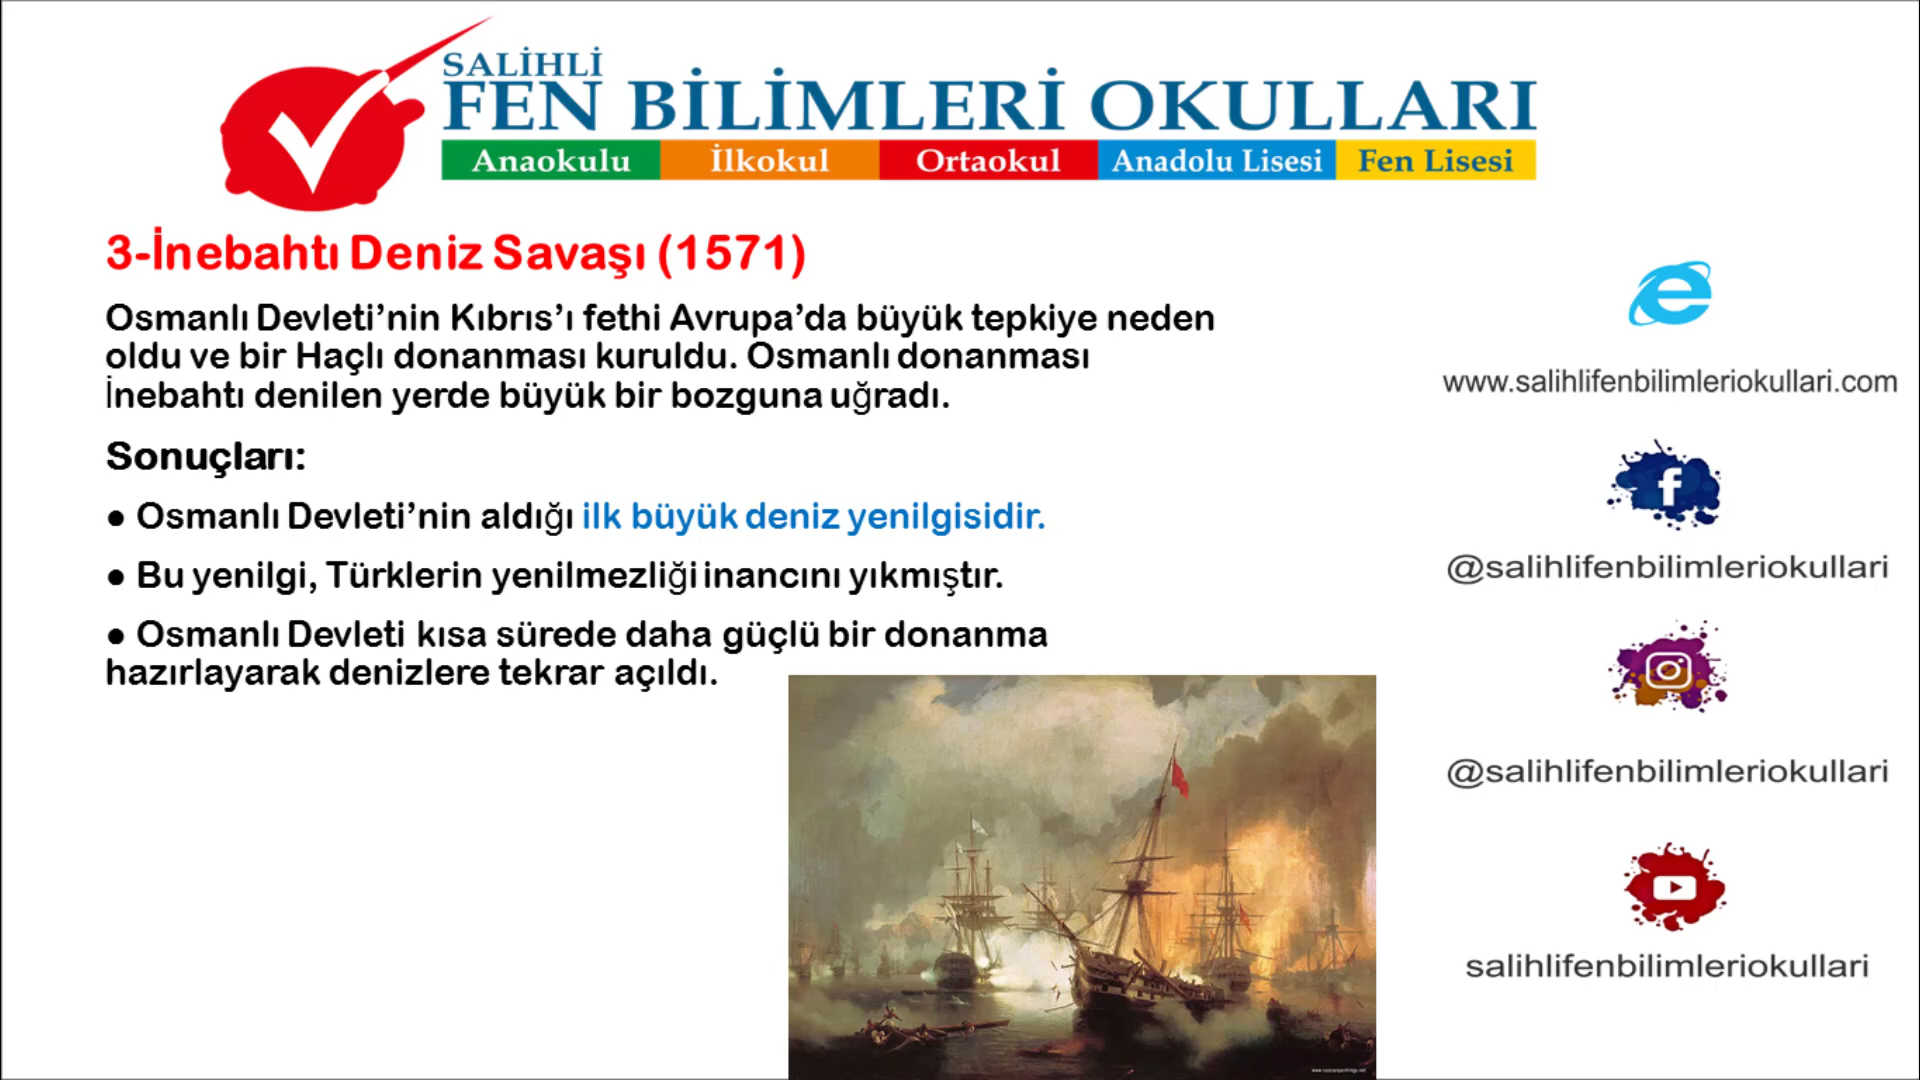 SALİHLİ
FEN BİLİMLERİ OKULLARI
Anaokulu İlkokul Ortaokul Anadolu Lisesi Fen Lisesi
3-İnebahtı Deniz Savaşı (1571)
Osmanlı Devleti’nin Kıbrıs’ı fethi Avrupa’da büyük tepkiye neden
oldu ve bir Haçlı donanması kuruldu. Osmanlı donanması
İnebahtı denilen yerde büyük bir bozguna uğradı.
Sonuçları:
● Osmanlı Devleti’nin aldığı ilk büyük deniz yenilgisidir.
● Bu yenilgi, Türklerin yenilmezliği inancını yıkmıştır.
● Osmanlı Devleti kısa sürede daha güçlü bir donanma
hazırlayarak denizlere tekrar açıldı.
www.salihlifenbilimleriokullari.com
@salihlifenbilimleriokullari
@salihlifenbilimleriokullari
salihlifenbilimleriokullari